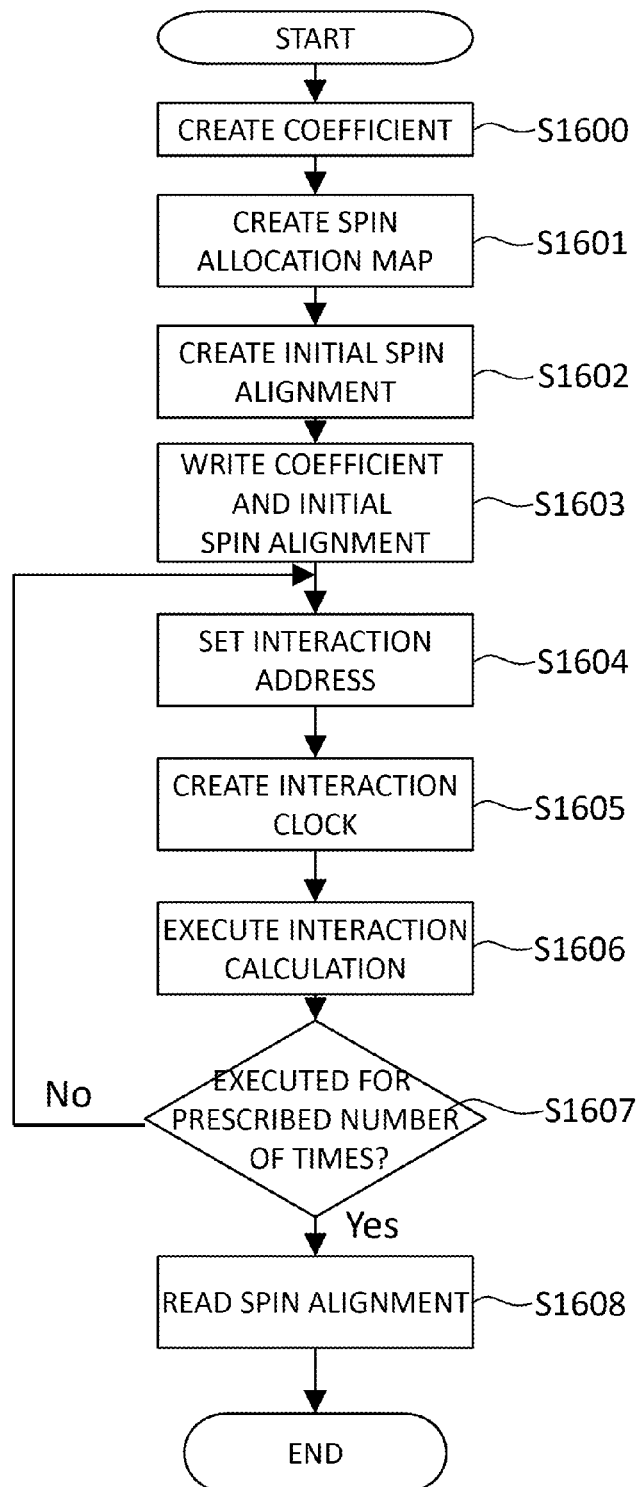 START
CREATE COEFFICIENT
S1600
CREATE SPIN
ALLOCATION MAP
S1601
CREATE INITIAL SPIN
ALIGNMENT
S1602
WRITE COEFFICIENT
AND INITIAL
SPIN ALIGNMENT
S1603
SET INTERACTION
ADDRESS
S1604
CREATE INTERACTION
CLOCK
S1605
EXECUTE INTERACTION
CALCULATION
S1606
EXECUTED FOR
PRESCRIBED NUMBER
OF TIMES?
S1607
No
Yes
READ SPIN ALIGNMENT
S1608
END